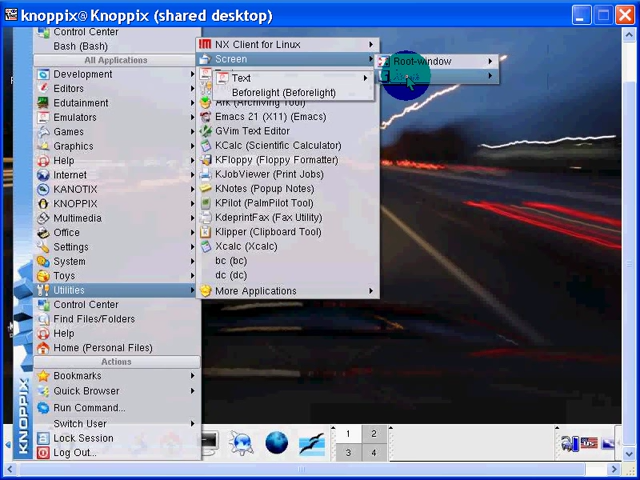 knoppix@ Knoppix (shared desktop)
Control Center
Bash (Bash)
All Applications
Development
Editors
Edutainment
Emulators
Games
Graphics
Help
Internet
KANOTIX
KNOPPIX
Multimedia
Office
Settings
System
Toys
Utilities
Control Center
Find Files/Folders
Help
Home (Personal Files)
Actions
Bookmarks
Quick Browser
Run Command...
Switch User
Lock Session
Log Out...
KNOPPIX
NX Client for Linux
Screen
Text
Beforelight (Beforelight)
Ark (Archiving Tool)
Emacs 21 (X11) (Emacs)
GVim Text Editor
KCalc (Scientific Calculator)
KFloppy (Floppy Formatter)
KJobViewer (Print Jobs)
KNotes (Popup Notes)
KPilot (PalmPilot Tool)
KdeprintFax (Fax Utility)
Klipper (Clipboard Tool)
Xcalc (Xcalc)
bc (bc)
dc (dc)
More Applications
Root-window
1 2
3 4
US